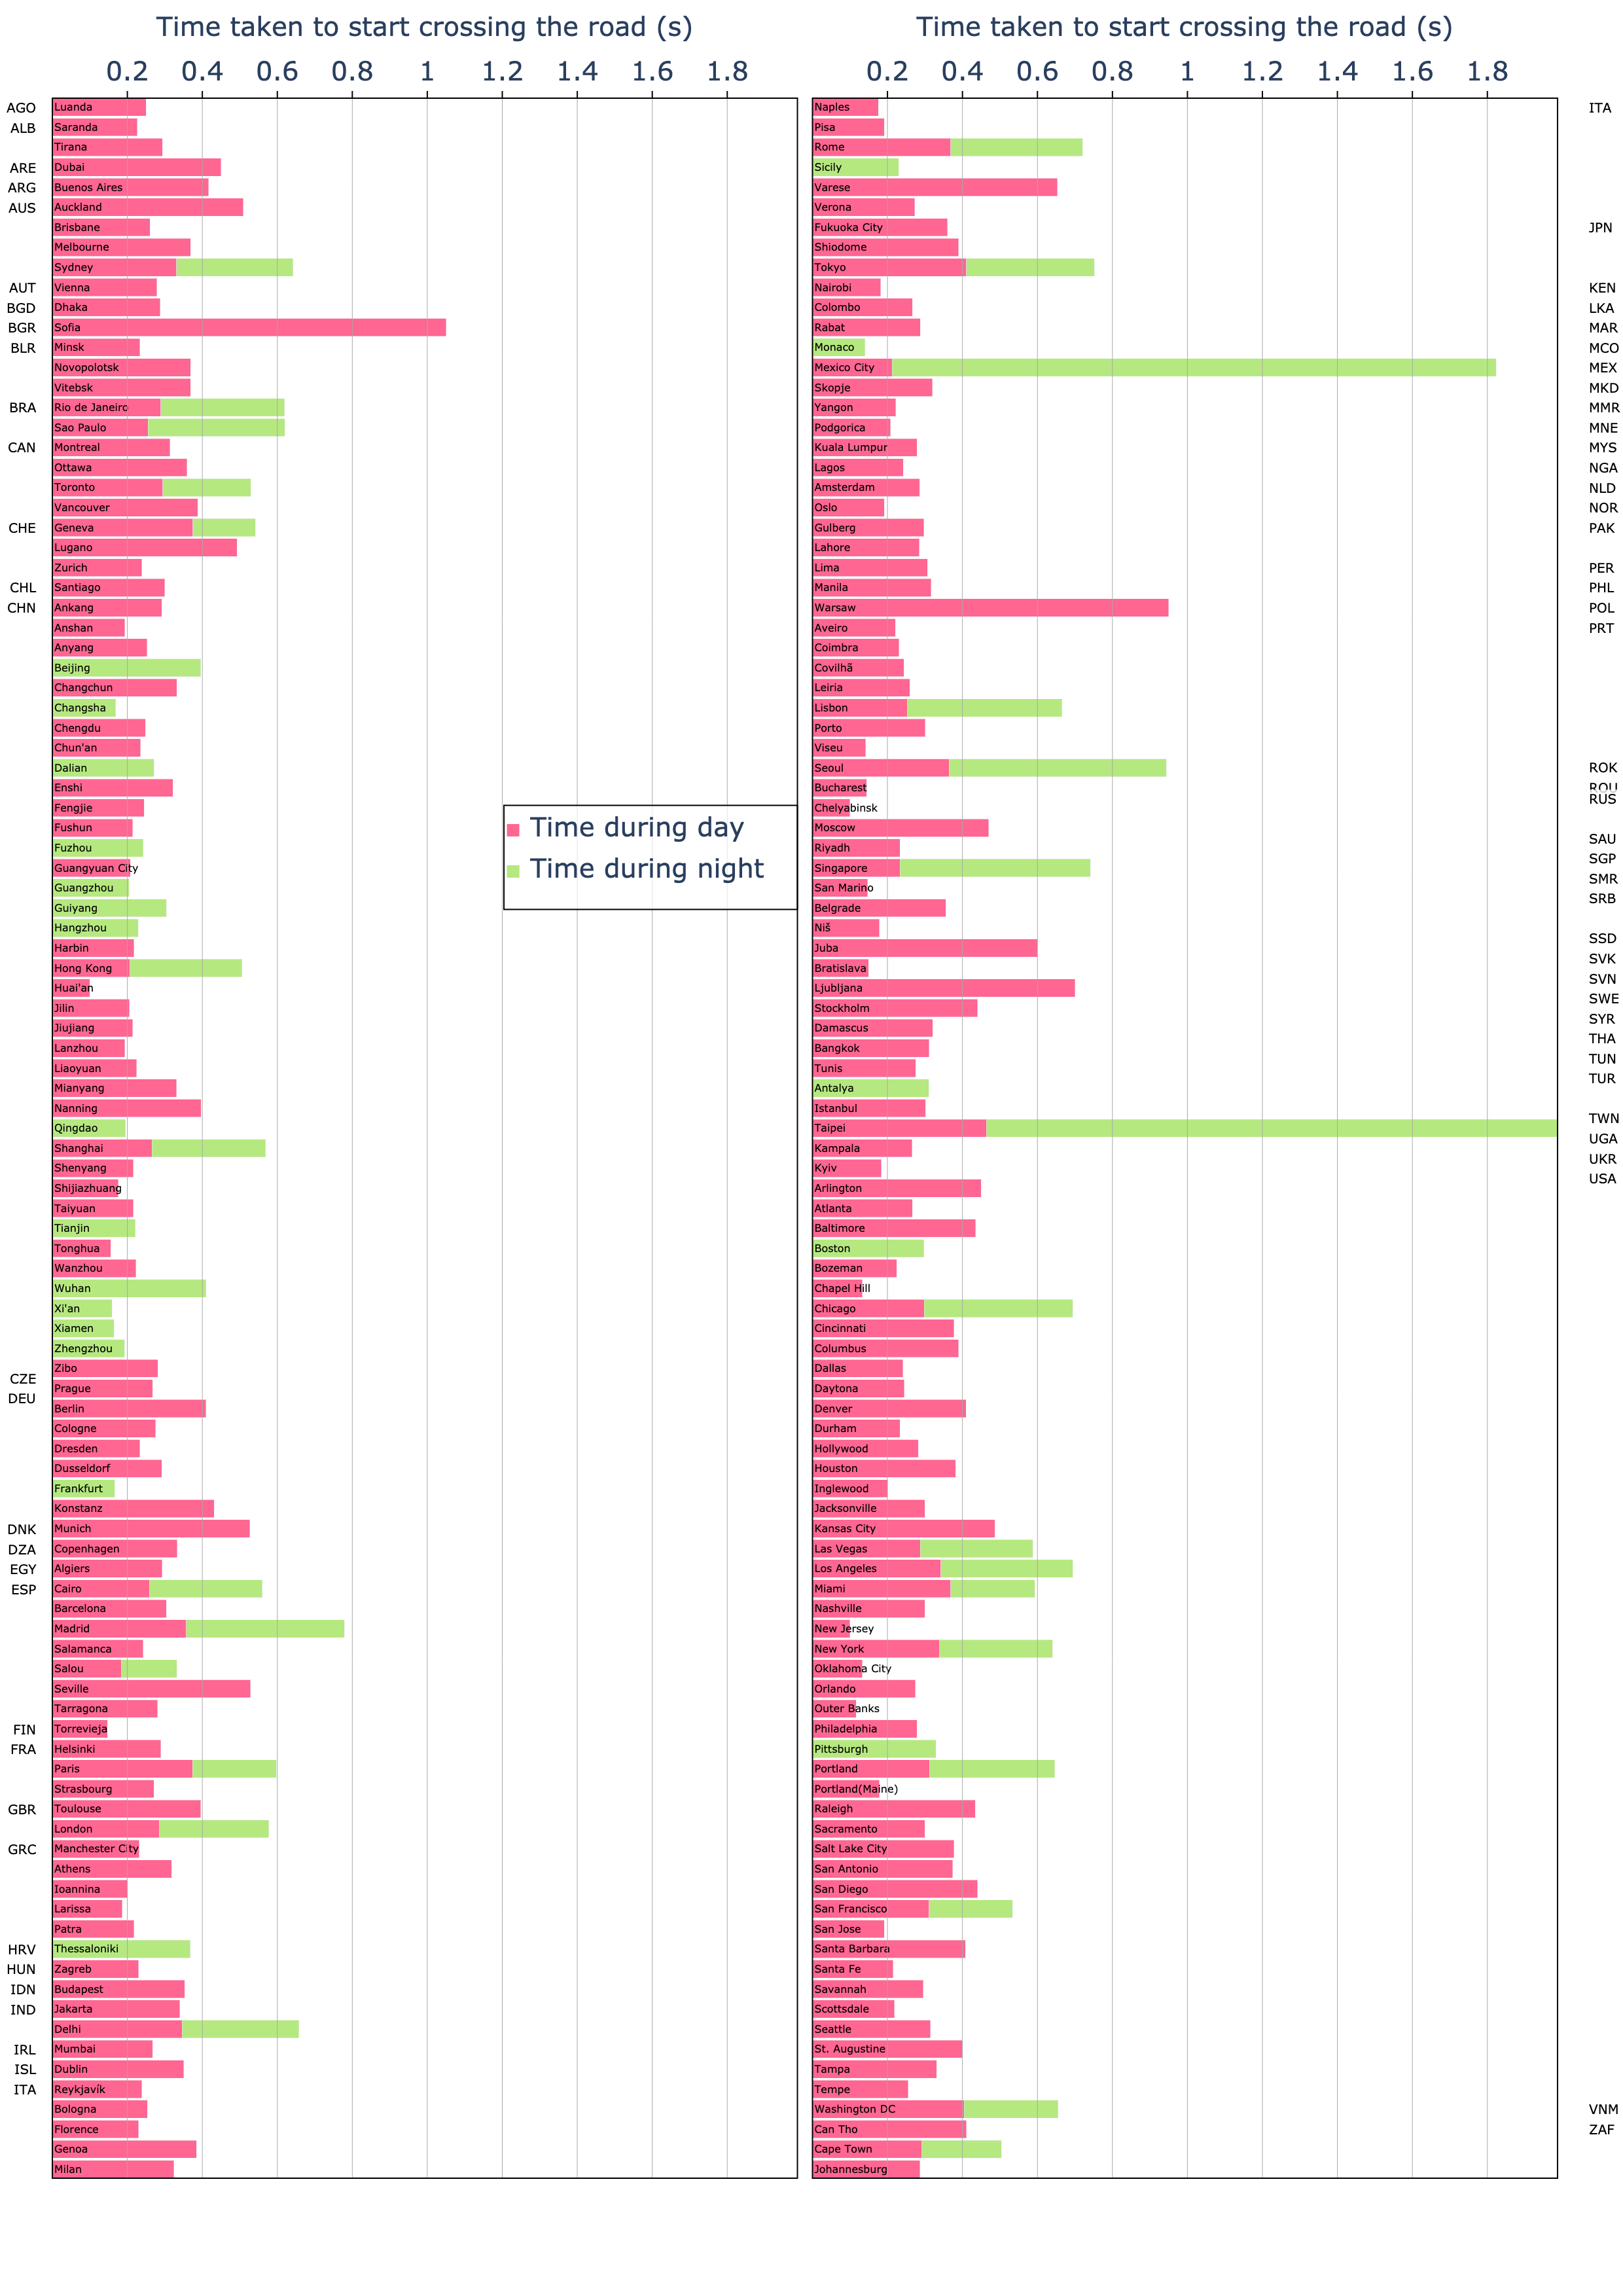 Time taken to start crossing the road (s)
0.2 0.4 0.6 0.8 1 1.2 1.4 1.6 1.8
AGO Luanda
ALB Saranda
Tirana
ARE Dubai
ARG Buenos Aires
AUS Auckland
Brisbane
Melbourne
Sydney
AUT Vienna
BGD Dhaka
BGR Sofia
BLR Minsk
Novopolotsk
Vitebsk
BRA Rio de Janeiro
Sao Paulo
CAN Montreal
Ottawa
Toronto
Vancouver
CHE Geneva
Lugano
Zurich
CHL Santiago
CHN Ankang
Anshan
Anyang
Beijing
Changchun
Changsha
Chengdu
Chun'an
Dalian
Enshi
Fengjie
Fushun
Fuzhou
Guangyuan City
Guangzhou
Guiyang
Hangzhou
Harbin
Hong Kong
Huai'an
Jilin
Jiujiang
Lanzhou
Liaoyuan
Mianyang
Nanning
Qingdao
Shanghai
Shenyang
Shijiazhuang
Taiyuan
Tianjin
Tonghua
Wanzhou
Wuhan
Xi'an
Xiamen
Zhengzhou
Zibo
CZE
Prague
DEU
Berlin
Cologne
Dresden
Dusseldorf
Frankfurt
Konstanz
DNK Munich
DZA Copenhagen
EGY Algiers
ESP Cairo
Barcelona
Madrid
Salamanca
Salou
Seville
Tarragona
FIN Torrevieja
FRA Helsinki
Paris
Strasbourg
GBR Toulouse
London
GRC Manchester City
Athens
Ioannina
Larissa
Patra
HRV Thessaloniki
HUN Zagreb
IDN Budapest
IND Jakarta
Delhi
IRL Mumbai
ISL Dublin
ITA Reykjavík
Bologna
Florence
Genoa
Milan
Time during day
Time during night
Time taken to start crossing the road (s)
0.2 0.4 0.6 0.8 1 1.2 1.4 1.6 1.8
Naples ITA
Pisa
Rome
Sicily
Varese
Verona
Fukuoka City JPN
Shiodome
Tokyo
Nairobi KEN
Colombo LKA
Rabat MAR
Monaco MCO
Mexico City MEX
Skopje MKD
Yangon MMR
Podgorica MNE
Kuala Lumpur MYS
Lagos NGA
Amsterdam NLD
Oslo NOR
Gulberg PAK
Lahore
Lima PER
Manila PHL
Warsaw POL
Aveiro PRT
Coimbra
Covilhã
Leiria
Lisbon
Porto
Viseu
Seoul ROK
Bucharest ROU
RUS
Chelyabinsk
Moscow
SAU
Riyadh
SGP
Singapore
SMR
San Marino
SRB
Belgrade
Niš
SSD
Juba
SVK
Bratislava
SVN
Ljubljana
SWE
Stockholm
SYR
Damascus
THA
Bangkok
TUN
Tunis
TUR
Antalya
Istanbul
TWN
Taipei
UGA
Kampala
UKR
Kyiv
USA
Arlington
Atlanta
Baltimore
Boston
Bozeman
Chapel Hill
Chicago
Cincinnati
Columbus
Dallas
Daytona
Denver
Durham
Hollywood
Houston
Inglewood
Jacksonville
Kansas City
Las Vegas
Los Angeles
Miami
Nashville
New Jersey
New York
Oklahoma City
Orlando
Outer Banks
Philadelphia
Pittsburgh
Portland
Portland(Maine)
Raleigh
Sacramento
Salt Lake City
San Antonio
San Diego
San Francisco
San Jose
Santa Barbara
Santa Fe
Savannah
Scottsdale
Seattle
St. Augustine
Tampa
Tempe
Washington DC VNM
Can Tho ZAF
Cape Town
Johannesburg